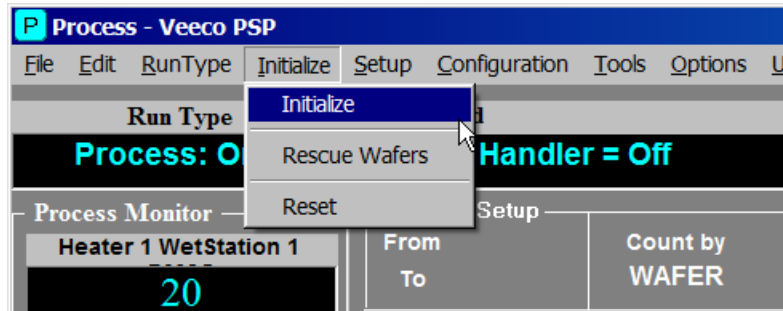 P Process - Veeco PSP
File Edit RunType Initialize Setup Configuration Tools Options U
Initialize
Run Type
Process: O Handler = Off
Rescue Wafers
Reset
Process Monitor Setup
Heater 1 WetStation 1
From Count by
20 To WAFER